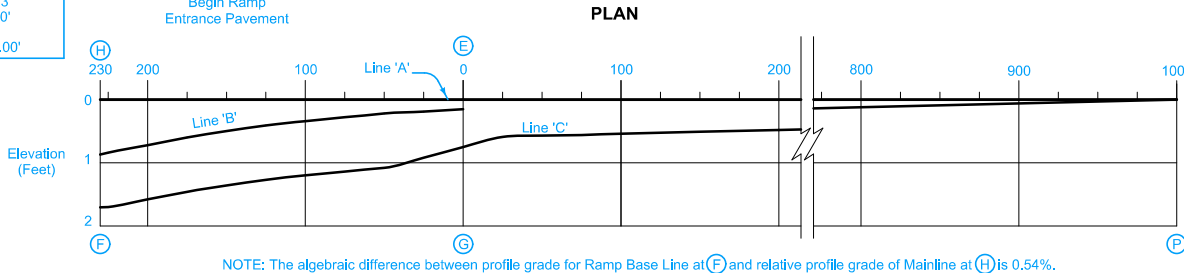 3
0'
.00'
Begin Ramp
Entrance Pavement
PLAN
H
E
230 200 100 Line 'A' 0 100 200 800 900 100
0
Line 'B'
Line 'C'
Elevation
(Feet)
1
2
F
G
P
NOTE: The algebraic difference between profile grade for Ramp Base Line at F and relative profile grade of Mainline at H is 0.54%.